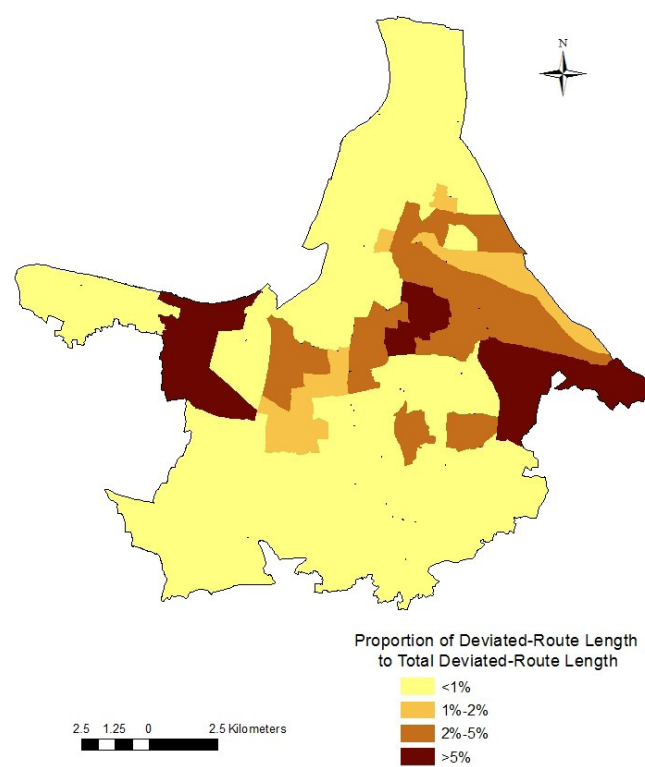 N
Proportion of Deviated-Route Length
to Total Deviated-Route Length
<1%
1%-2%
2%-5%
>5%
2.5 1.25 0 2.5 Kilometers